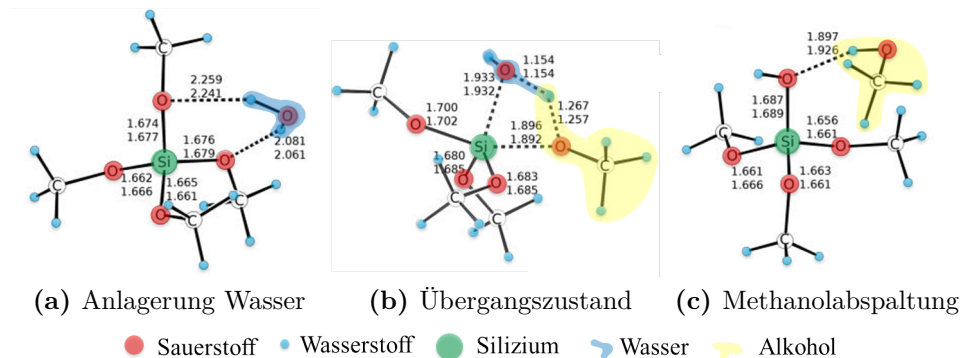 C
2.259
2.241
O
O
1.674
1.677
1.676
1.679
2.081
2.061
O
Si
O
1.662
1.666
1.665
1.661
C
O
C
C
1.154
1.154
1.933
1.932
O
C
1.700
1.702
1.267
1.257
O
1.896
1.892
Si
O
C
1.680
1.685
O
O
1.683
1.685
C
C
1.897
1.926
O
O
C
1.687
1.689
1.656
1.661
C
Si
O
C
O
1.661
1.666
1.663
1.661
O
C
(a) Anlagerung Wasser
(b) Übergangszustand
(c) Methanolabspaltung
Sauerstoff
Wasserstoff
Silizium
Wasser
Alkohol